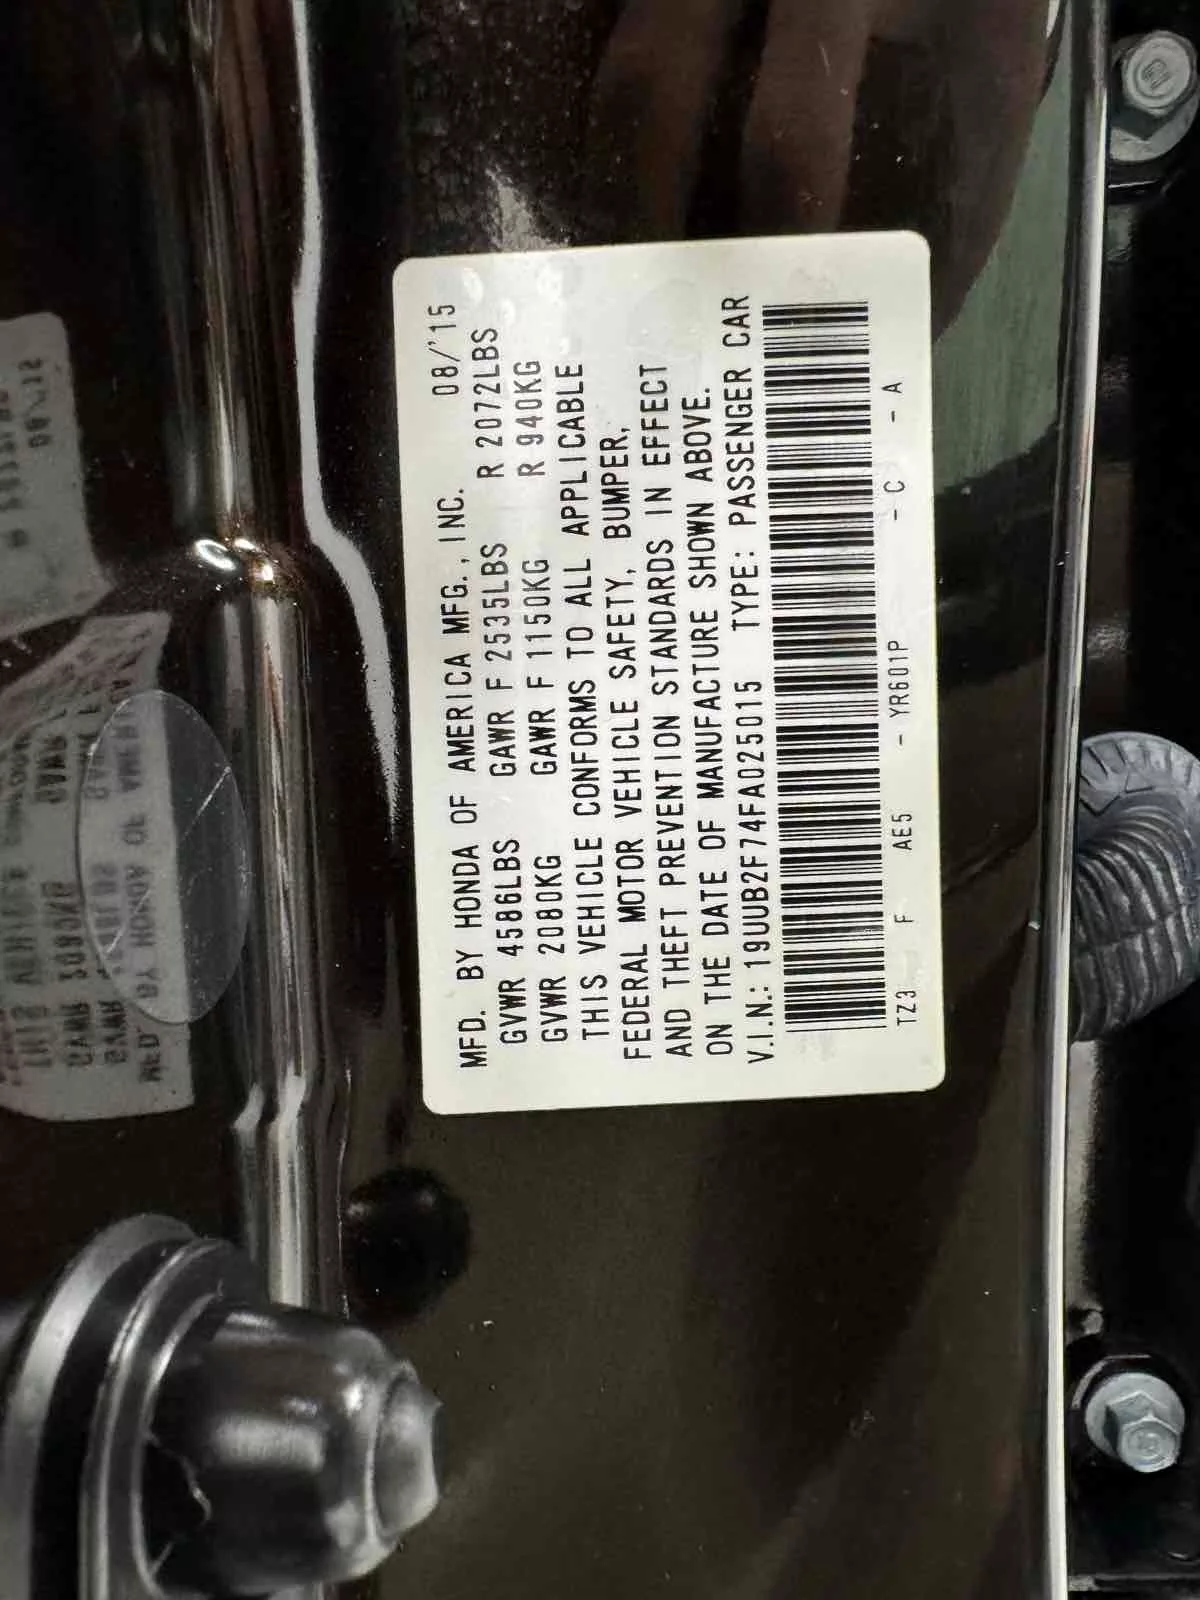 MFD. BY HONDA OF AMERICA MFG., INC. 08/'15
GVWR 4586LBS GAWR F 2535LBS R 2072LBS
GVWR 2080KG GAWR F 1150KG R 940KG
THIS VEHICLE CONFORMS TO ALL APPLICABLE
FEDERAL MOTOR VEHICLE SAFETY, BUMPER,
AND THEFT PREVENTION STANDARDS IN EFFECT
ON THE DATE OF MANUFACTURE SHOWN ABOVE.
V.I.N.: 19UUB2F74FA025015 TYPE: PASSENGER CAR
TZ3 F AE5 - YR601P - C - A